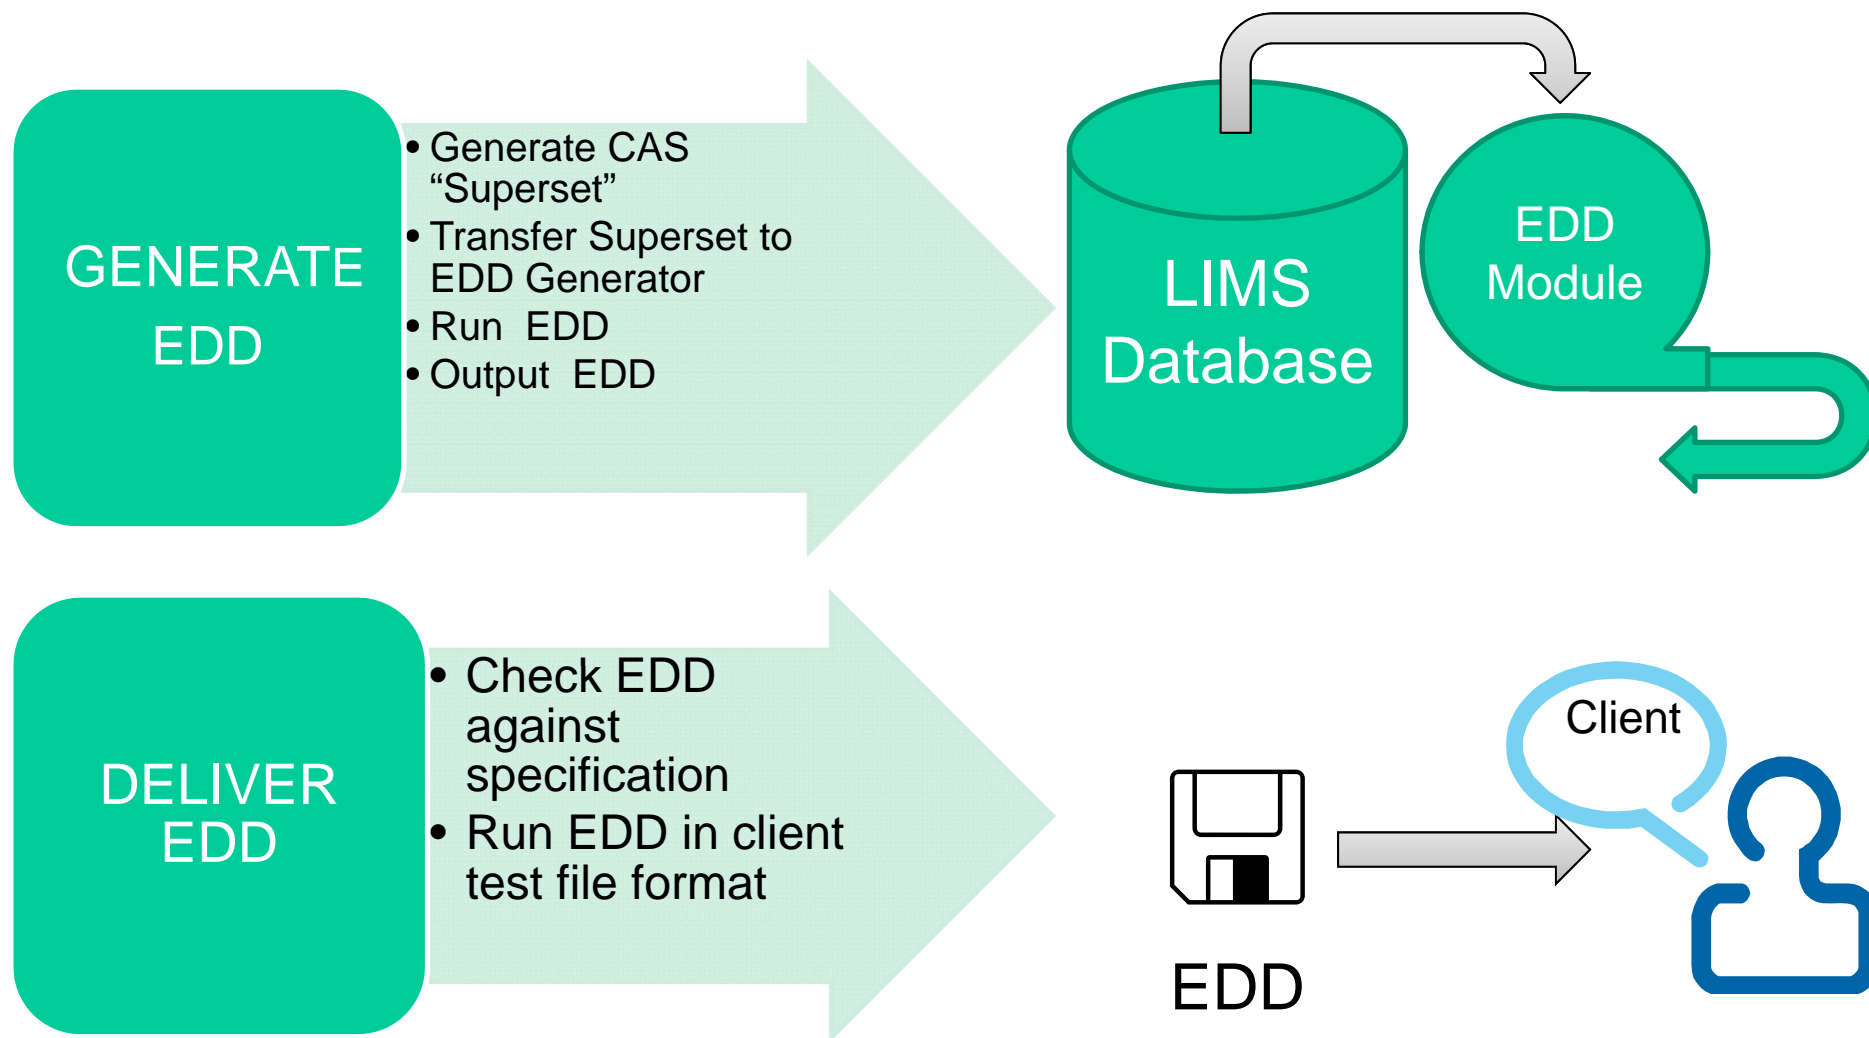 GENERATE
EDD
• Generate CAS
“Superset”
• Transfer Superset to
EDD Generator
• Run  EDD
• Output  EDD
LIMS
Database
EDD
Module
DELIVER
EDD
• Check EDD
against
specification
• Run EDD in client
test file format
EDD
Client